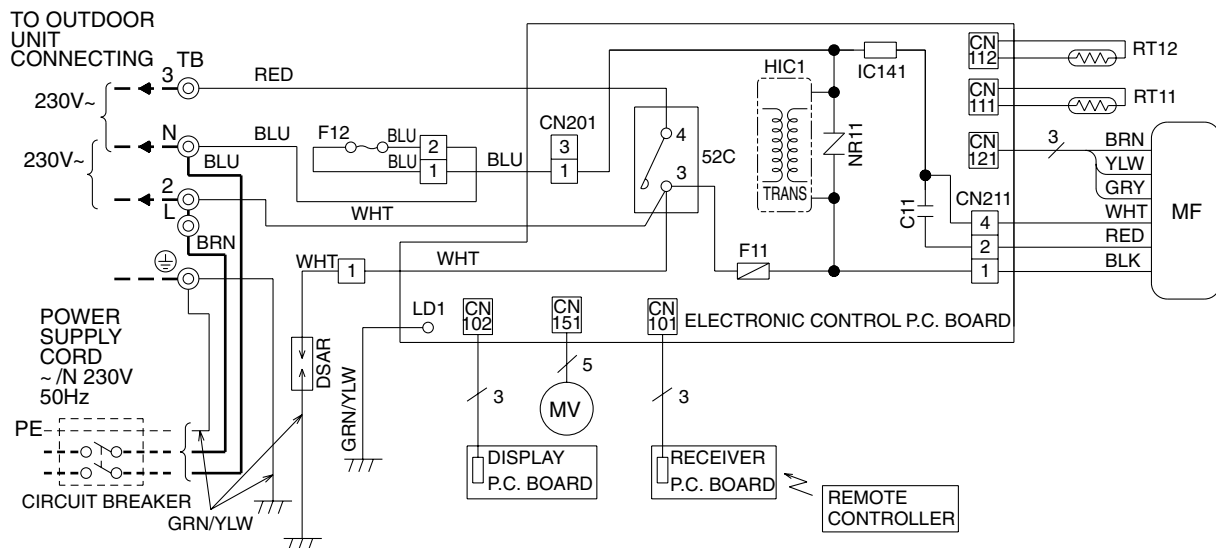 TO OUTDOOR
UNIT
CONNECTING
TB
3
RED
230V~
N
BLU
BLU
F12
BLU
2
BLU
1
BLU
CN201
3
1
4
3
52C
230V~
2
WHT
L
BRN
WHT
1
WHT
HIC1
TRANS
NR11
IC141
C11
F11
CN
112
RT12
CN
111
RT11
CN
121
3
BRN
YLW
GRY
CN211
4
WHT
2
RED
1
BLK
MF
LD1
CN
102
CN
151
CN
101
ELECTRONIC CONTROL P.C. BOARD
POWER
SUPPLY
CORD
~ /N 230V
50Hz
PE
CIRCUIT BREAKER
GRN/YLW
DSAR
GRN/YLW
3
5
3
MV
DISPLAY
P.C. BOARD
RECEIVER
P.C. BOARD
REMOTE
CONTROLLER